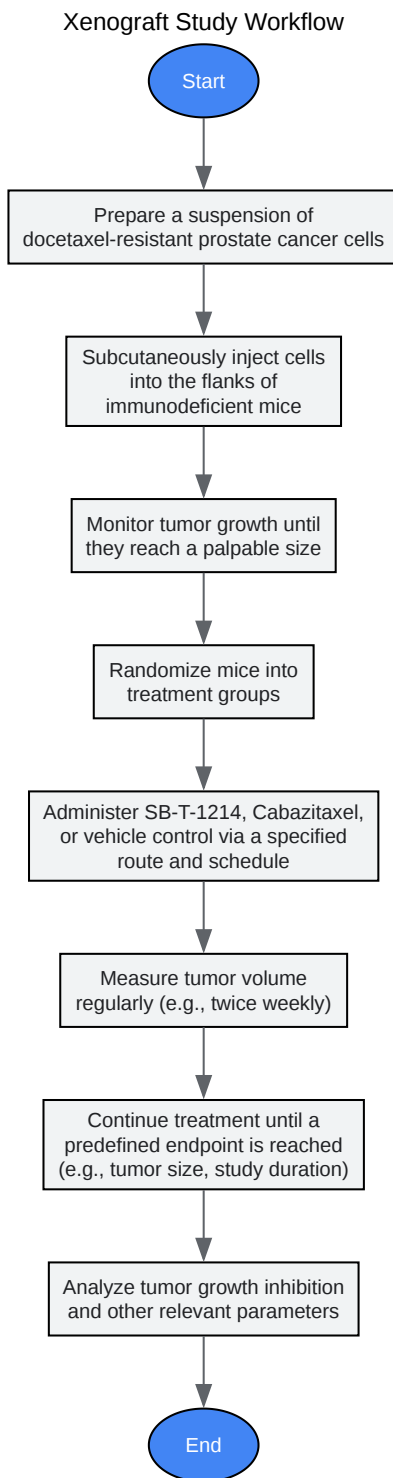 Xenograft Study Workflow
Start
Prepare a suspension of
docetaxel-resistant prostate cancer cells
Subcutaneously inject cells
into the flanks of
immunodeficient mice
Monitor tumor growth until
they reach a palpable size
Randomize mice into
treatment groups
Administer SB-T-1214, Cabazitaxel,
or vehicle control via a specified
route and schedule
Measure tumor volume
regularly (e.g., twice weekly)
Continue treatment until a
predefined endpoint is reached
(e.g., tumor size, study duration)
Analyze tumor growth inhibition
and other relevant parameters
End